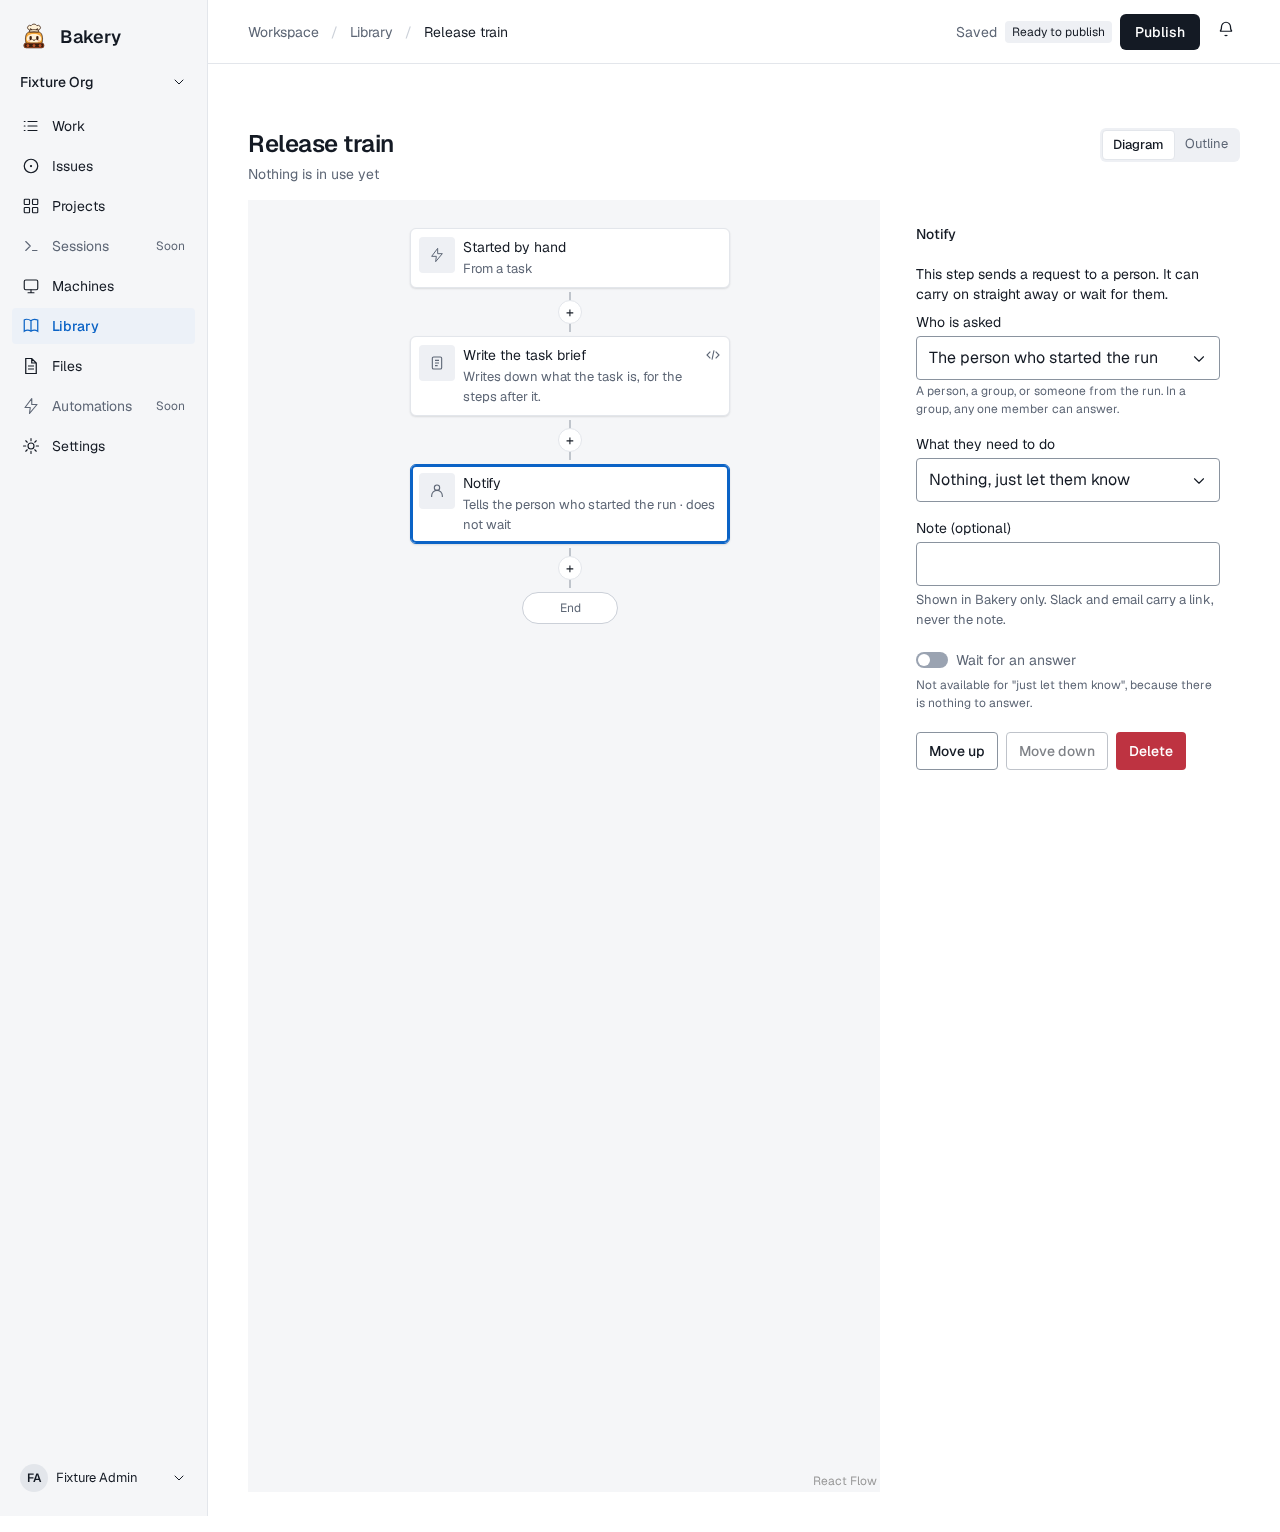 Bakery
Fixture Org
Work
Issues
Projects
Sessions Soon
Machines
Library
Files
Automations Soon
Settings
FA Fixture Admin
Workspace / Library / Release train
Saved Ready to publish Publish
Release train
Nothing is in use yet
Diagram Outline
Started by hand
From a task
+
Write the task brief
Writes down what the task is, for the
steps after it.
+
Notify
Tells the person who started the run · does
not wait
+
End
React Flow
Notify
This step sends a request to a person. It can
carry on straight away or wait for them.
Who is asked
The person who started the run
A person, a group, or someone from the run. In a
group, any one member can answer.
What they need to do
Nothing, just let them know
Note (optional)
Shown in Bakery only. Slack and email carry a link,
never the note.
Wait for an answer
Not available for "just let them know", because there
is nothing to answer.
Move up Move down Delete